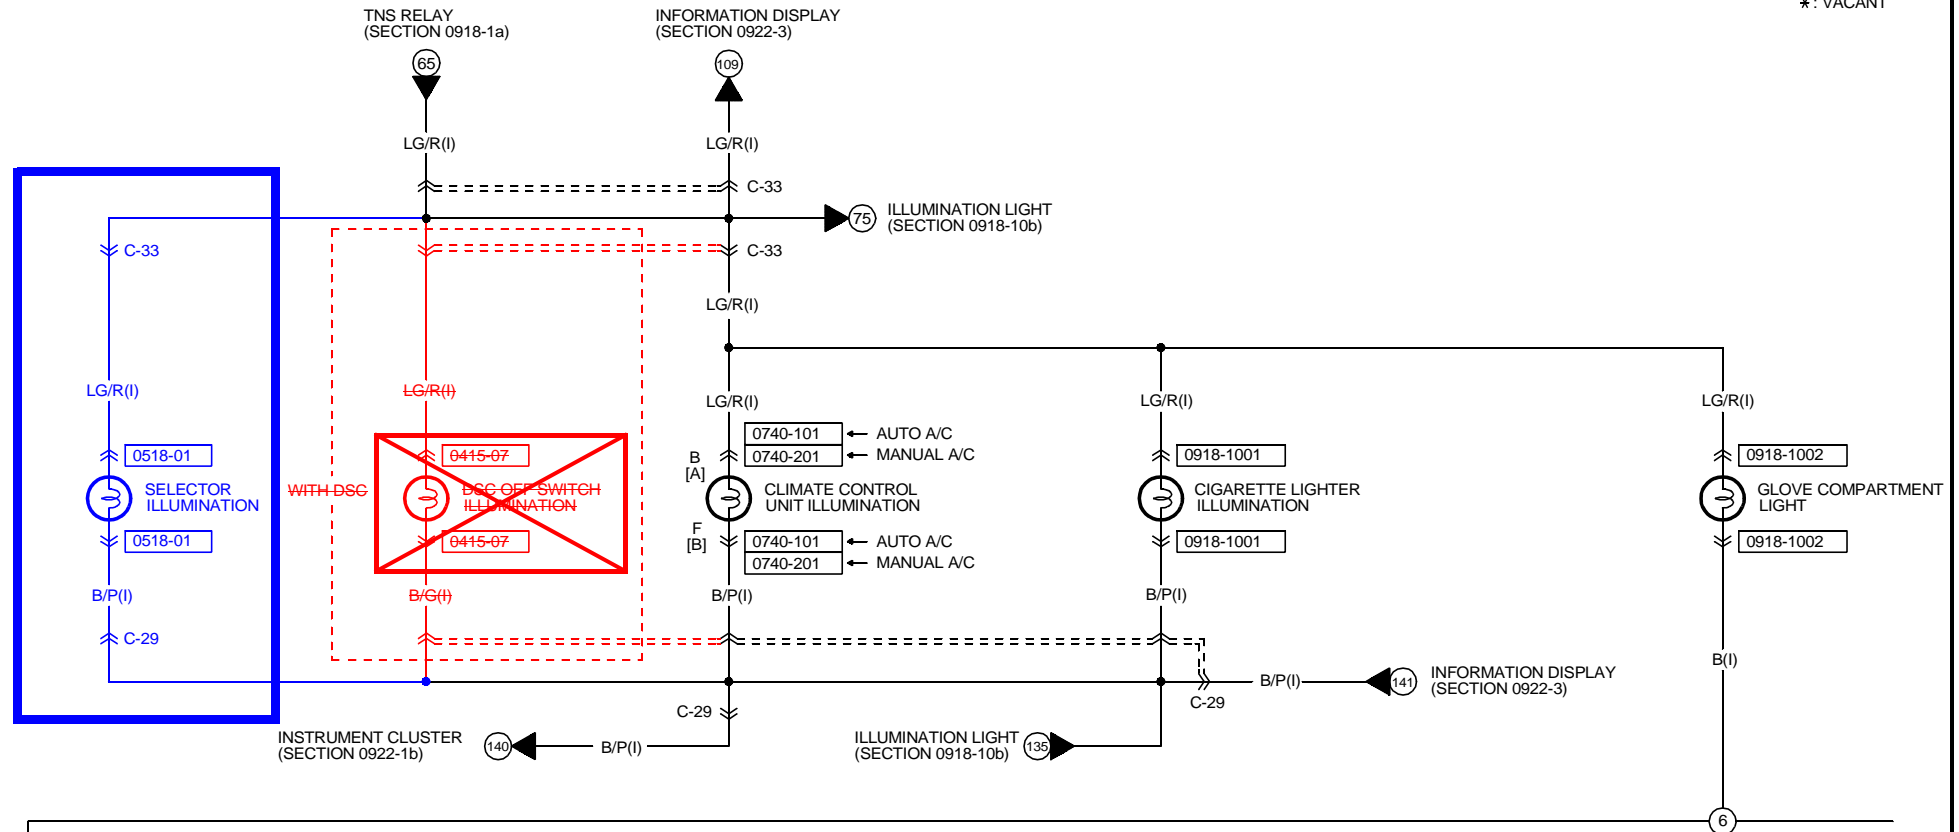 *: VACANT
TNS RELAY
(SECTION 0918-1a)
INFORMATION DISPLAY
(SECTION 0922-3)
65
109
LG/R(I)
LG/R(I)
C-33
75
ILLUMINATION LIGHT
(SECTION 0918-10b)
C-33
C-33
LG/R(I)
LG/R(I)
LG/R(I)
LG/R(I)
LG/R(I)
LG/R(I)
0518-01
SELECTOR
ILLUMINATION
0518-01
WITH DSC
0415-07
DSC OFF SWITCH
ILLUMINATION
0415-07
B
[A]
0740-101
AUTO A/C
0740-201
MANUAL A/C
CLIMATE CONTROL
UNIT ILLUMINATION
F
[B]
0740-101
AUTO A/C
0740-201
MANUAL A/C
0918-1001
CIGARETTE LIGHTER
ILLUMINATION
0918-1001
0918-1002
GLOVE COMPARTMENT
LIGHT
0918-1002
B/P(I)
B/G(I)
B/P(I)
B/P(I)
C-29
B(I)
B/P(I)
141
INFORMATION DISPLAY
(SECTION 0922-3)
C-29
C-29
INSTRUMENT CLUSTER
(SECTION 0922-1b)
140
B/P(I)
ILLUMINATION LIGHT
(SECTION 0918-10b)
135
6